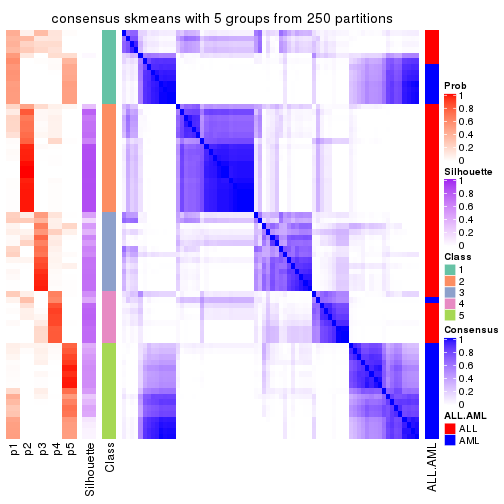 consensus skmeans with 5 groups from 250 partitions
Prob
1
0.8
0.6
0.4
0.2
0
Silhouette
1
0.8
0.6
0.4
0.2
0
Class
1
2
3
4
5
Consensus
1
0.8
0.6
0.4
0.2
0
ALL.AML
ALL
AML
p1
p2
p3
p4
p5
Silhouette
Class
ALL.AML